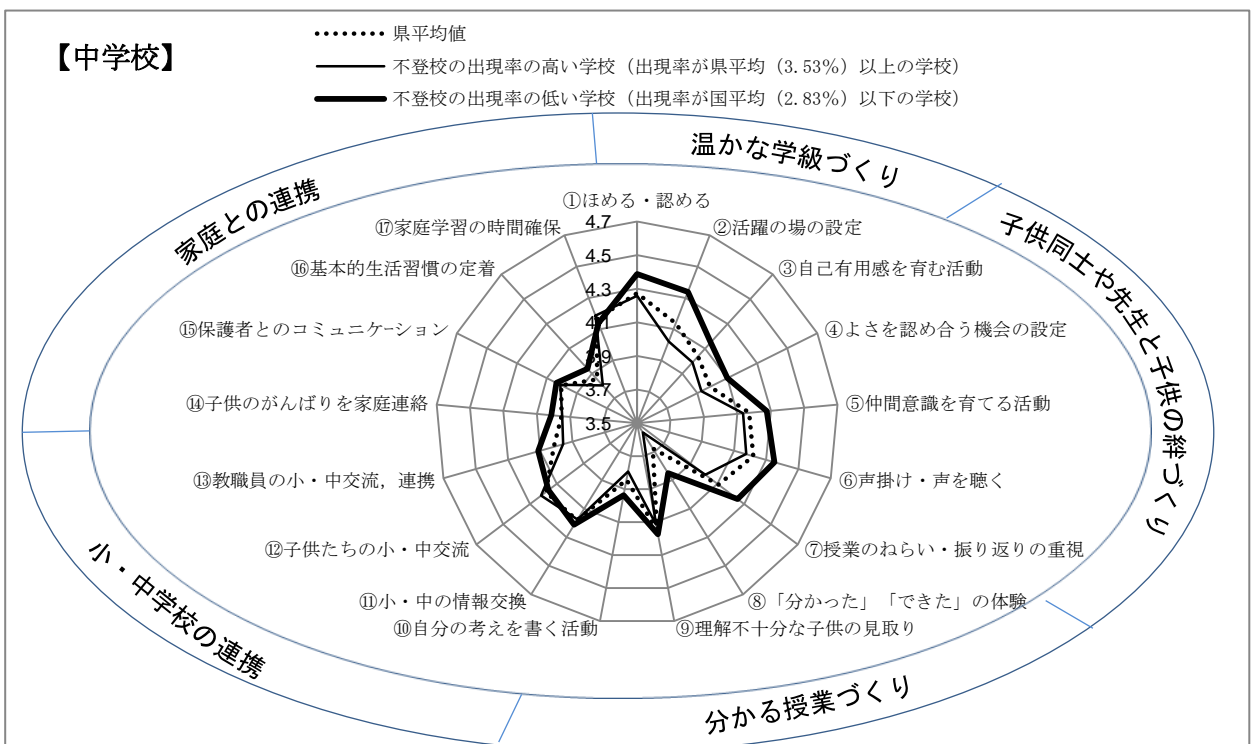 【中学校】
県平均値
不登校の出現率の高い学校（出現率が県平均（3.53%）以上の学校）
不登校の出現率の低い学校（出現率が国平均（2.83%）以下の学校）
温かな学級づくり
子供同士や先生と子供の絆づくり
分かる授業づくり
小・中学校の連携
家庭との連携
①ほめる・認める
②活躍の場の設定
③自己有用感を育む活動
④よさを認め合う機会の設定
⑤仲間意識を育てる活動
⑥声掛け・声を聴く
⑦授業のねらい・振り返りの重視
⑧「分かった」「できた」の体験
⑨理解不十分な子供の見取り
⑩自分の考えを書く活動
⑪小・中の情報交換
⑫子供たちの小・中交流
⑬教職員の小・中交流，連携
⑭子供のがんばりを家庭連絡
⑮保護者とのコミュニケーション
⑯基本的生活習慣の定着
⑰家庭学習の時間確保
4.7
4.5
4.3
4.1
3.9
3.7
3.5